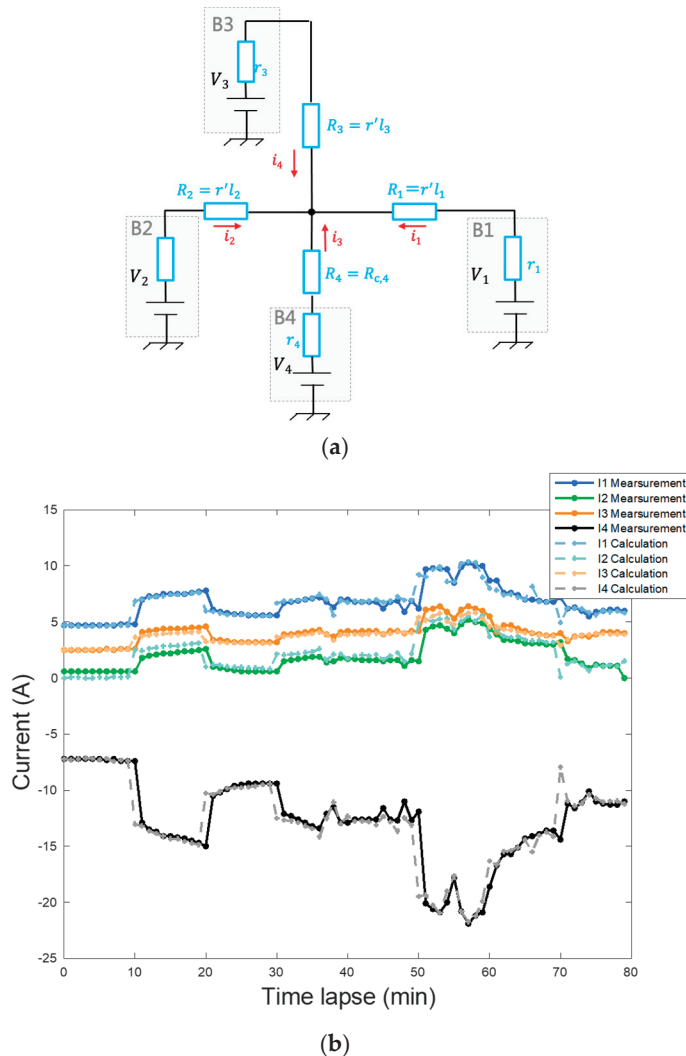 B3
r₃
V₃
R₃ = r'l₃
i₄
R₂ = r'l₂
R₁=r'l₁
B2
i₂
i₃
i₁
B1
V₂
R₄ = R_c,4
V₁
r₁
B4
r₄
V₄
(a)
I1 Mearsurement
I2 Mearsurement
I3 Mearsurement
I4 Mearsurement
I1 Calculation
I2 Calculation
I3 Calculation
I4 Calculation
15
10
5
0
-5
-10
-15
-20
-25
Current (A)
0 10 20 30 40 50 60 70 80
Time lapse (min)
(b)